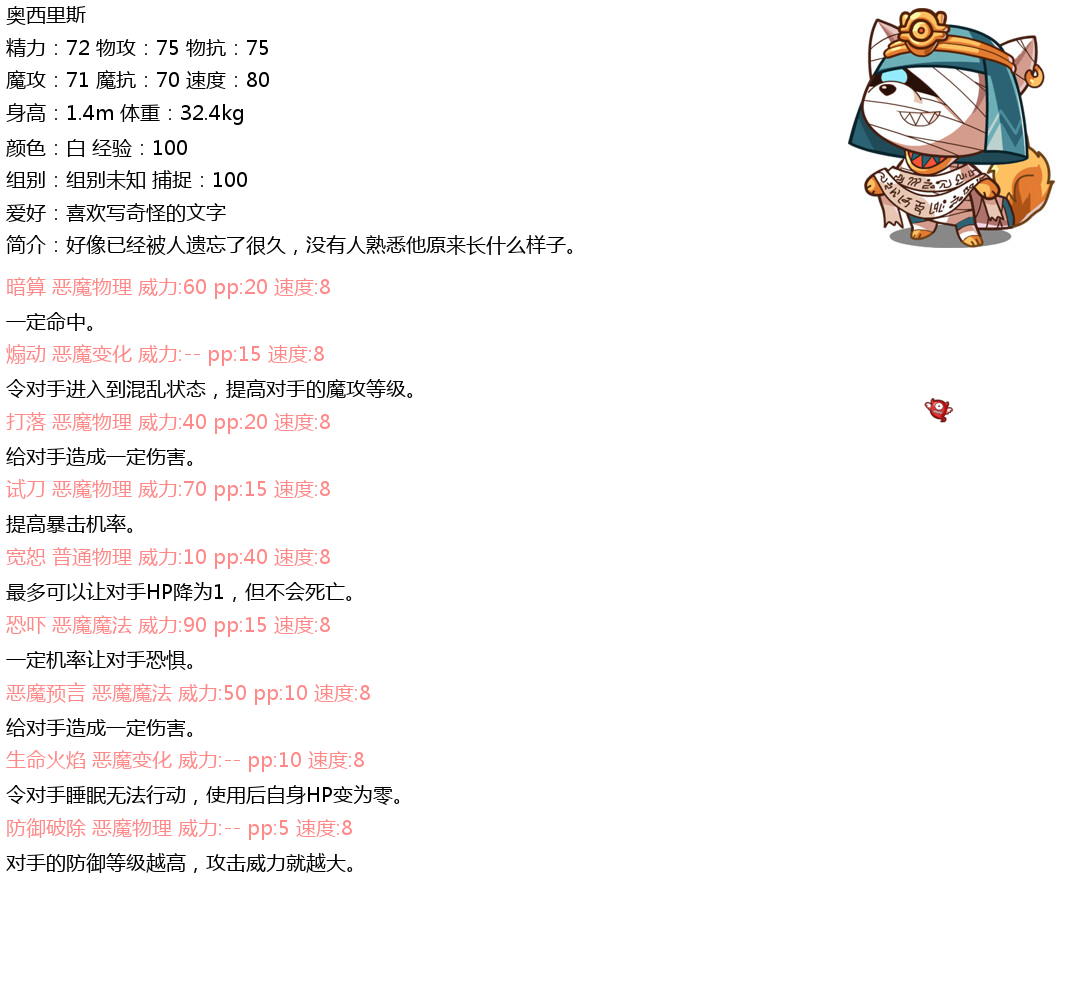 奥西里斯
精力：72 物攻：75 物抗：75
魔攻：71 魔抗：70 速度：80
身高：1.4m 体重：32.4kg
颜色：白 经验：100
组别：组别未知 捕捉：100
爱好：喜欢写奇怪的文字
简介：好像已经被人遗忘了很久，没有人熟悉他原来长什么样子。
暗算 恶魔物理 威力:60 pp:20 速度:8
一定命中。
煽动 恶魔变化 威力:-- pp:15 速度:8
令对手进入到混乱状态，提高对手的魔攻等级。
打落 恶魔物理 威力:40 pp:20 速度:8
给对手造成一定伤害。
试刀 恶魔物理 威力:70 pp:15 速度:8
提高暴击机率。
宽恕 普通物理 威力:10 pp:40 速度:8
最多可以让对手HP降为1，但不会死亡。
恐吓 恶魔魔法 威力:90 pp:15 速度:8
一定机率让对手恐惧。
恶魔预言 恶魔魔法 威力:50 pp:10 速度:8
给对手造成一定伤害。
生命火焰 恶魔变化 威力:-- pp:10 速度:8
令对手睡眠无法行动，使用后自身HP变为零。
防御破除 恶魔物理 威力:-- pp:5 速度:8
对手的防御等级越高，攻击威力就越大。